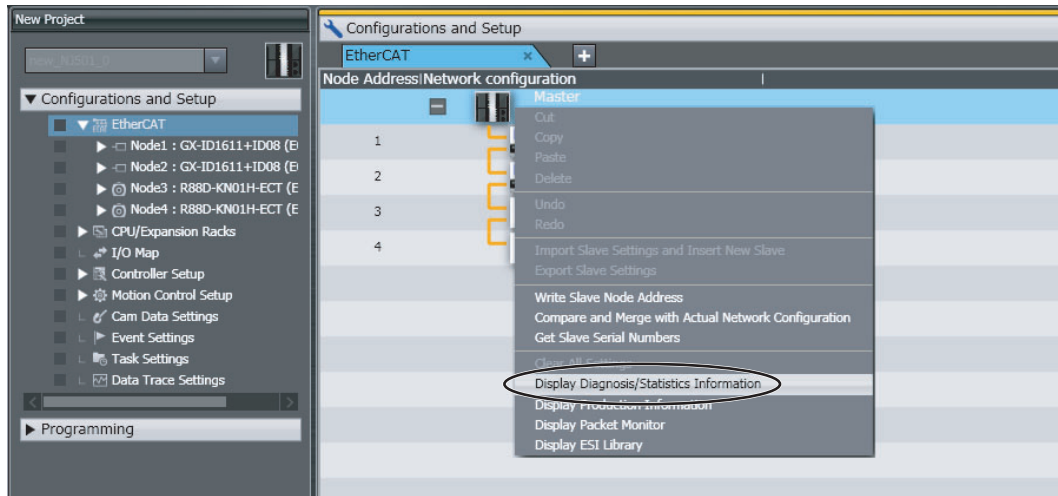 New Project
new_NJ501_0
Configurations and Setup
EtherCAT
Node1 : GX-ID1611+ID08 (E
Node2 : GX-ID1611+ID08 (E
Node3 : R88D-KN01H-ECT (E
Node4 : R88D-KN01H-ECT (E
CPU/Expansion Racks
I/O Map
Controller Setup
Motion Control Setup
Cam Data Settings
Event Settings
Task Settings
Data Trace Settings
Programming
Configurations and Setup
EtherCAT
Node Address Network configuration
Master
1
2
3
4
Cut
Copy
Paste
Delete
Undo
Redo
Import Slave Settings and Insert New Slave
Export Slave Settings
Write Slave Node Address
Compare and Merge with Actual Network Configuration
Get Slave Serial Numbers
Clear All Settings
Display Diagnosis/Statistics Information
Display Production Information
Display Packet Monitor
Display ESI Library